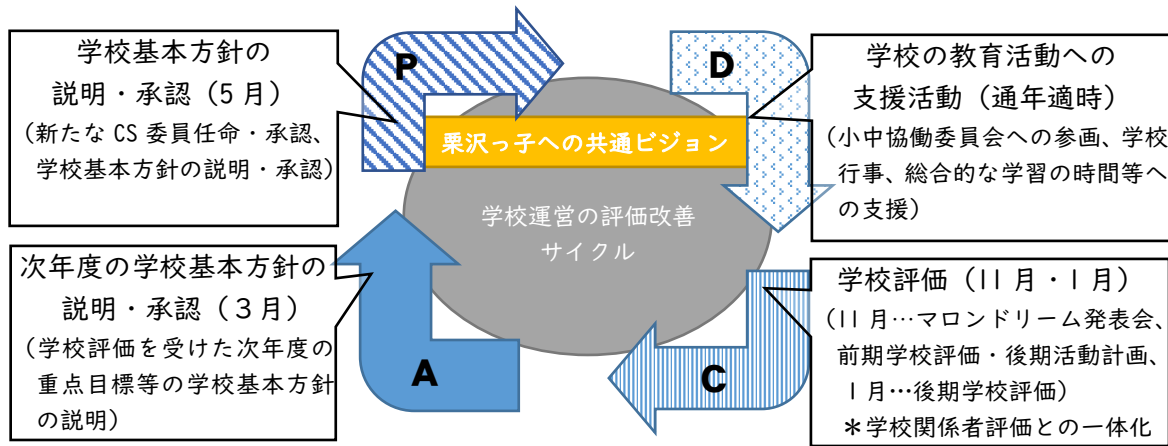 学校基本方針の
説明・承認（5月）
（新たなCS委員任命・承認、
学校基本方針の説明・承認）
P
D
学校の教育活動への
支援活動（通年適時）
（小中協働委員会への参画、学校
行事、総合的な学習の時間等へ
の支援）
栗沢っ子への共通ビジョン
学校運営の評価改善
サイクル
次年度の学校基本方針の
説明・承認（3月）
（学校評価を受けた次年度の
重点目標等の学校基本方針
の説明）
A
C
学校評価（11月・1月）
（11月…マロンドリーム発表会、
前期学校評価・後期活動計画、
1月…後期学校評価）
＊学校関係者評価との一体化